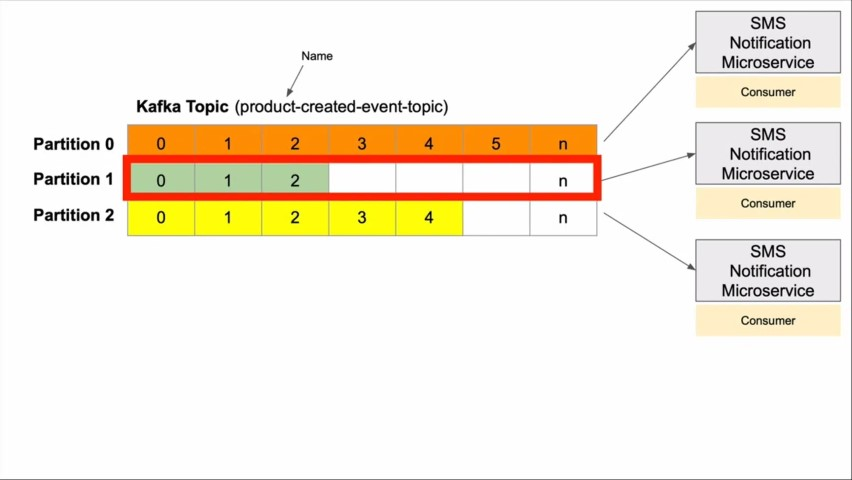 Name
Kafka Topic (product-created-event-topic)
Partition 0 0 1 2 3 4 5 n
Partition 1 0 1 2 n
Partition 2 0 1 2 3 4 n
SMS
Notification
Microservice
Consumer
SMS
Notification
Microservice
Consumer
SMS
Notification
Microservice
Consumer